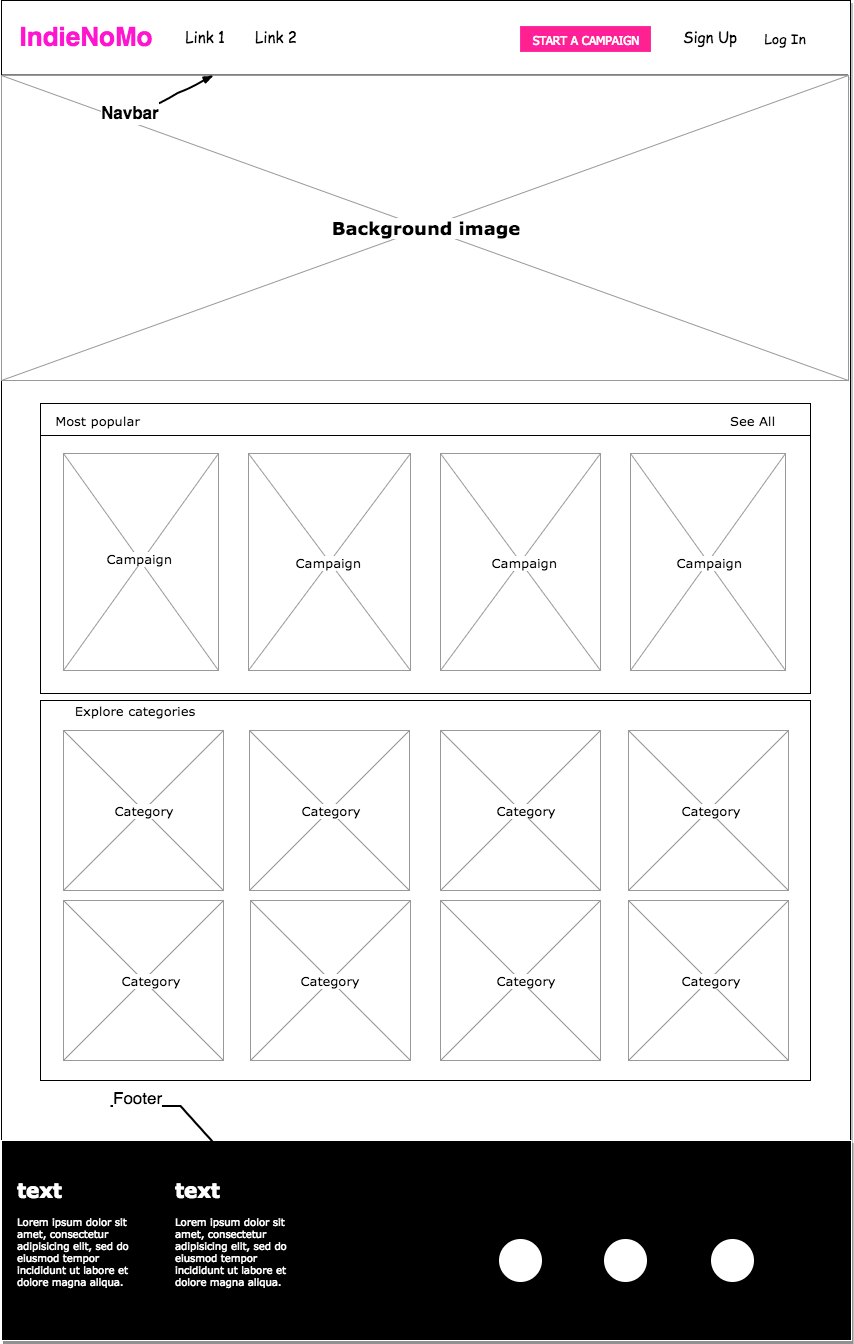 IndieNoMo Link 1 Link 2 START A CAMPAIGN Sign Up Log In
Navbar
Background image
Most popular See All
Campaign Campaign Campaign Campaign
Explore categories
Category Category Category Category
Category Category Category Category
Footer
text
Lorem ipsum dolor sit
amet, consectetur
adipisicing elit, sed do
eiusmod tempor
incididunt ut labore et
dolore magna aliqua.
text
Lorem ipsum dolor sit
amet, consectetur
adipisicing elit, sed do
eiusmod tempor
incididunt ut labore et
dolore magna aliqua.